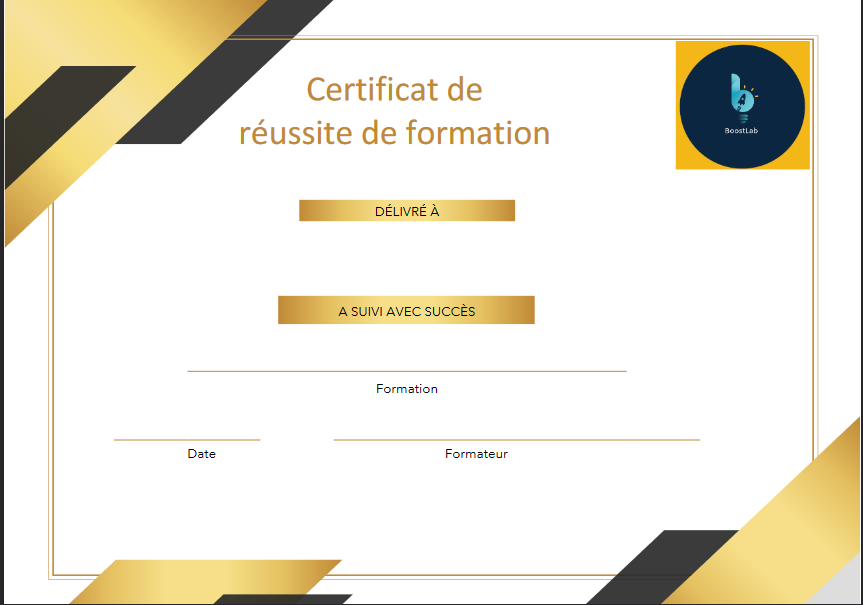 Certificat de
réussite de formation
BoostLab
DÉLIVRÉ À
A SUIVI AVEC SUCCÈS
Formation
Date
Formateur